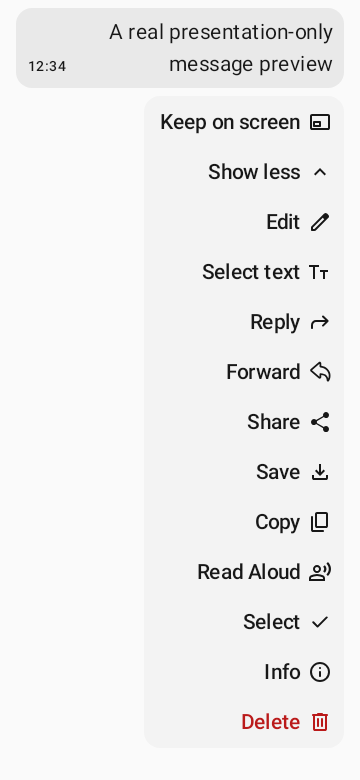 A real presentation-only
message preview
12:34
Keep on screen
Show less
Edit
Select text
Reply
Forward
Share
Save
Copy
Read Aloud
Select
Info
Delete